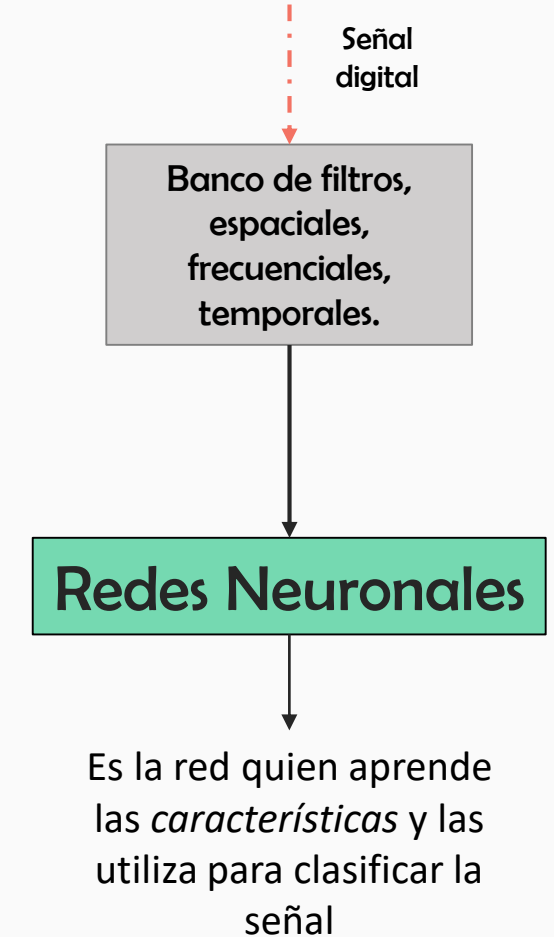 Señal
digital
Banco de filtros,
espaciales,
frecuenciales,
temporales.
Redes Neuronales
Es la red quien aprende
las características y las
utiliza para clasificar la
señal